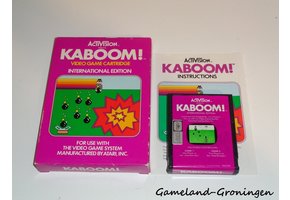 ACTIVISION
KABOOM!
VIDEO GAME CARTRIDGE
INTERNATIONAL EDITION
FOR USE WITH
THE VIDEO GAME SYSTEM
MANUFACTURED BY ATARI, INC.
ACTIVISION
KABOOM!
INSTRUCTIONS
ACTIVISION
KABOOM!
Gameland-Groningen